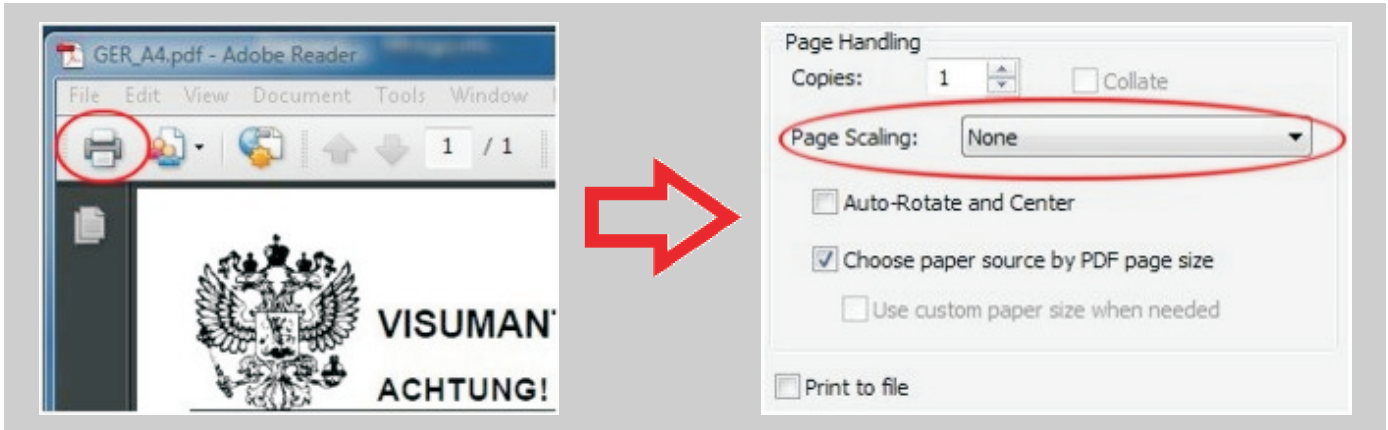 GER_A4.pdf - Adobe Reader
File Edit View Document Tools Window
1 / 1
VISUMAN
ACHTUNG!
Page Handling
Copies: 1 Collate
Page Scaling: None
Auto-Rotate and Center
Choose paper source by PDF page size
Use custom paper size when needed
Print to file